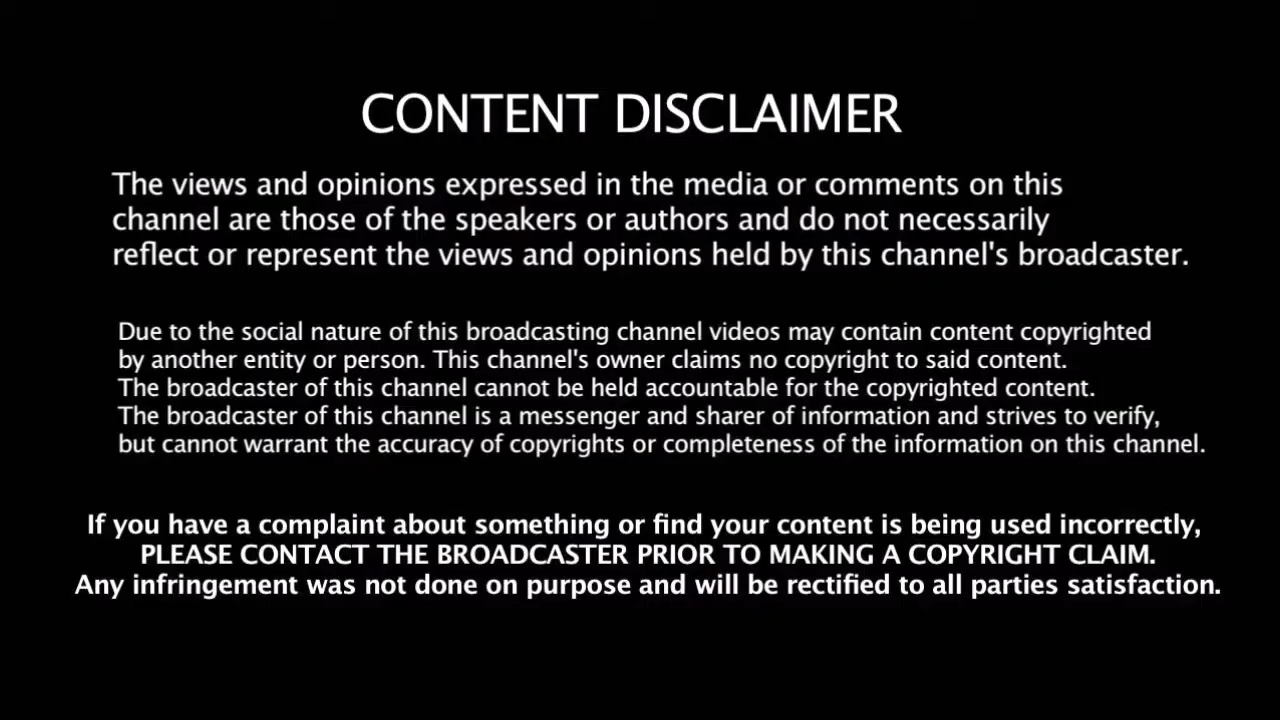 CONTENT DISCLAIMER
The views and opinions expressed in the media or comments on this
channel are those of the speakers or authors and do not necessarily
reflect or represent the views and opinions held by this channel's broadcaster.
Due to the social nature of this broadcasting channel videos may contain content copyrighted
by another entity or person. This channel's owner claims no copyright to said content.
The broadcaster of this channel cannot be held accountable for the copyrighted content.
The broadcaster of this channel is a messenger and sharer of information and strives to verify,
but cannot warrant the accuracy of copyrights or completeness of the information on this channel.
If you have a complaint about something or find your content is being used incorrectly,
PLEASE CONTACT THE BROADCASTER PRIOR TO MAKING A COPYRIGHT CLAIM.
Any infringement was not done on purpose and will be rectified to all parties satisfaction.